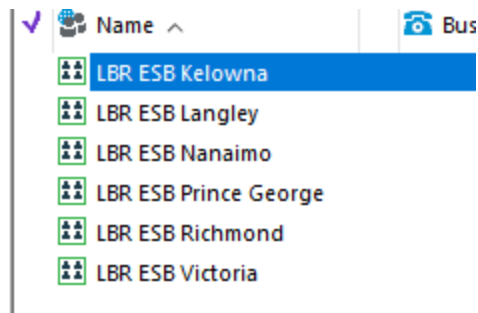 Name Bus
LBR ESB Kelowna
LBR ESB Langley
LBR ESB Nanaimo
LBR ESB Prince George
LBR ESB Richmond
LBR ESB Victoria